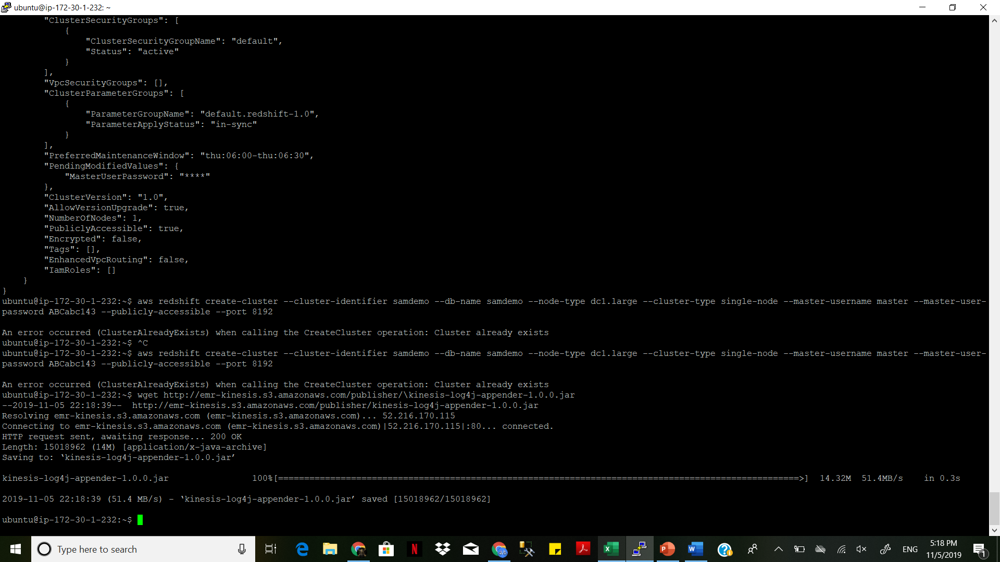 ubuntu@ip-172-30-1-232: ~
"ClusterSecurityGroups": [
{
"ClusterSecurityGroupName": "default",
"Status": "active"
}
],
"VpcSecurityGroups": [],
"ClusterParameterGroups": [
{
"ParameterGroupName": "default.redshift-1.0",
"ParameterApplyStatus": "in-sync"
}
],
"PreferredMaintenanceWindow": "thu:06:00-thu:06:30",
"PendingModifiedValues": {
"MasterUserPassword": "****"
},
"ClusterVersion": "1.0",
"AllowVersionUpgrade": true,
"NumberOfNodes": 1,
"PubliclyAccessible": true,
"Encrypted": false,
"Tags": [],
"EnhancedVpcRouting": false,
"IamRoles": []
}
}
ubuntu@ip-172-30-1-232:~$ aws redshift create-cluster --cluster-identifier samdemo --db-name samdemo --node-type dc1.large --cluster-type single-node --master-username master --master-user-
password ABCabc143 --publicly-accessible --port 8192
An error occurred (ClusterAlreadyExists) when calling the CreateCluster operation: Cluster already exists
ubuntu@ip-172-30-1-232:~$ ^C
ubuntu@ip-172-30-1-232:~$ aws redshift create-cluster --cluster-identifier samdemo --db-name samdemo --node-type dc1.large --cluster-type single-node --master-username master --master-user-
password ABCabc143 --publicly-accessible --port 8192
An error occurred (ClusterAlreadyExists) when calling the CreateCluster operation: Cluster already exists
ubuntu@ip-172-30-1-232:~$ wget http://emr-kinesis.s3.amazonaws.com/publisher/\kinesis-log4j-appender-1.0.0.jar
--2019-11-05 22:18:39--  http://emr-kinesis.s3.amazonaws.com/publisher/kinesis-log4j-appender-1.0.0.jar
Resolving emr-kinesis.s3.amazonaws.com (emr-kinesis.s3.amazonaws.com)... 52.216.170.115
Connecting to emr-kinesis.s3.amazonaws.com (emr-kinesis.s3.amazonaws.com)|52.216.170.115|:80... connected.
HTTP request sent, awaiting response... 200 OK
Length: 15018962 (14M) [application/x-java-archive]
Saving to: ‘kinesis-log4j-appender-1.0.0.jar’
kinesis-log4j-appender-1.0.0.jar 100%[====================================================================================================>] 14.32M 51.4MB/s in 0.3s
2019-11-05 22:18:39 (51.4 MB/s) - ‘kinesis-log4j-appender-1.0.0.jar’ saved [15018962/15018962]
ubuntu@ip-172-30-1-232:~$
Type here to search
ENG
5:18 PM
11/5/2019
1